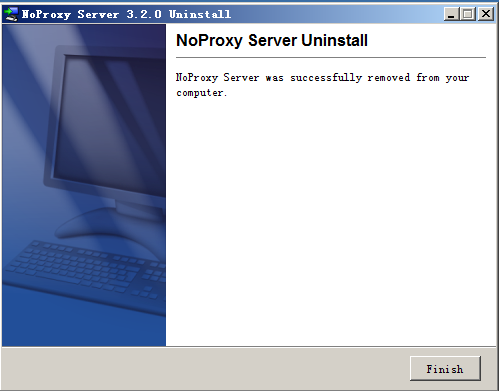 NoProxy Server 3.2.0 Uninstall
NoProxy Server Uninstall
NoProxy Server was successfully removed from your
computer.
Finish